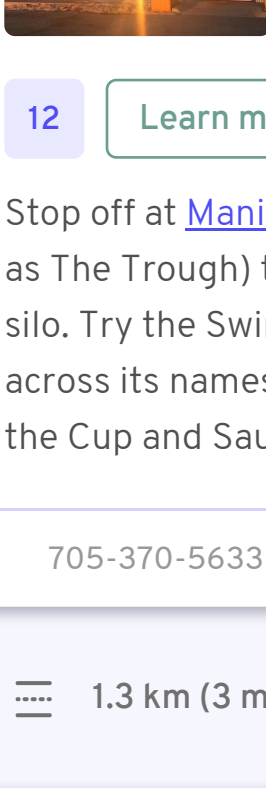 12
Learn m
Stop off at Mani
as The Trough) t
silo. Try the Swi
across its names
the Cup and Sau
705-370-5633
1.3 km (3 m